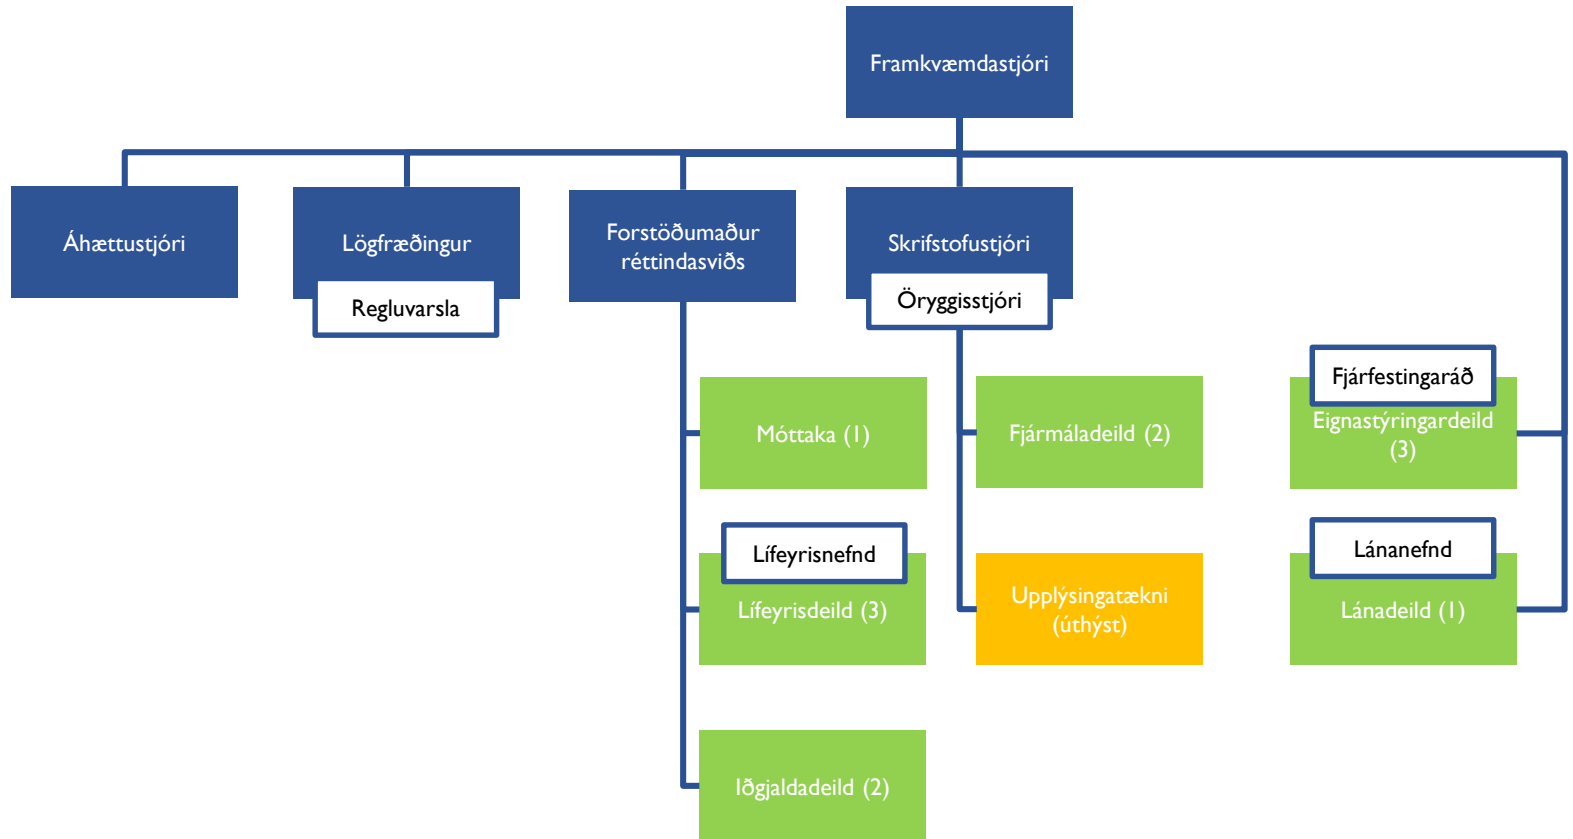 Framkvæmdastjóri
Áhættustjóri
Lögfræðingur
Regluvarsla
Forstöðumaður
réttindasviðs
Skrifstofustjóri
Öryggisstjóri
Móttaka (1)
Fjármáladeild (2)
Fjárfestingaráð
Eignastýringardeild
(3)
Lífeyrisnefnd
Lífeyrisdeild (3)
Upplýsingatækni
(úthýst)
Lánanefnd
Lánadeild (1)
Iðgjaldadeild (2)